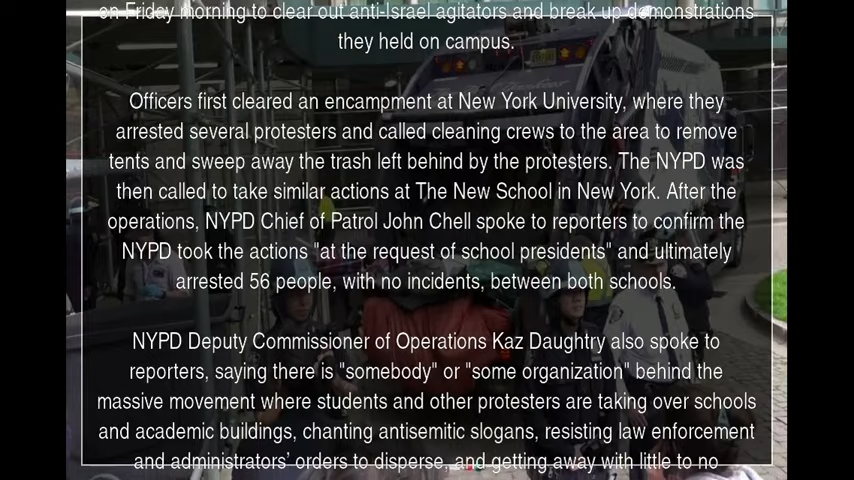 on Friday morning to clear out anti-Israel agitators and break up demonstrations
they held on campus.
Officers first cleared an encampment at New York University, where they
arrested several protesters and called cleaning crews to the area to remove
tents and sweep away the trash left behind by the protesters. The NYPD was
then called to take similar actions at The New School in New York. After the
operations, NYPD Chief of Patrol John Chell spoke to reporters to confirm the
NYPD took the actions "at the request of school presidents" and ultimately
arrested 56 people, with no incidents, between both schools.
NYPD Deputy Commissioner of Operations Kaz Daughtry also spoke to
reporters, saying there is "somebody" or "some organization" behind the
massive movement where students and other protesters are taking over schools
and academic buildings, chanting antisemitic slogans, resisting law enforcement
and administrators’ orders to disperse, and getting away with little to no